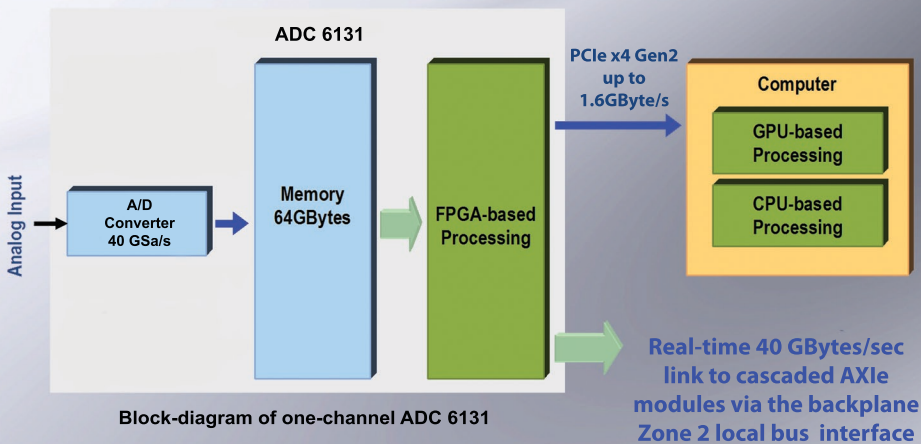 ADC 6131
Analog Input
A/D
Converter
40 GSa/s
Memory
64GBytes
FPGA-based
Processing
PCIe x4 Gen2
up to
1.6GByte/s
Computer
GPU-based
Processing
CPU-based
Processing
Real-time 40 GBytes/sec
link to cascaded AXIe
modules via the backplane
Zone 2 local bus interface
Block-diagram of one-channel ADC 6131